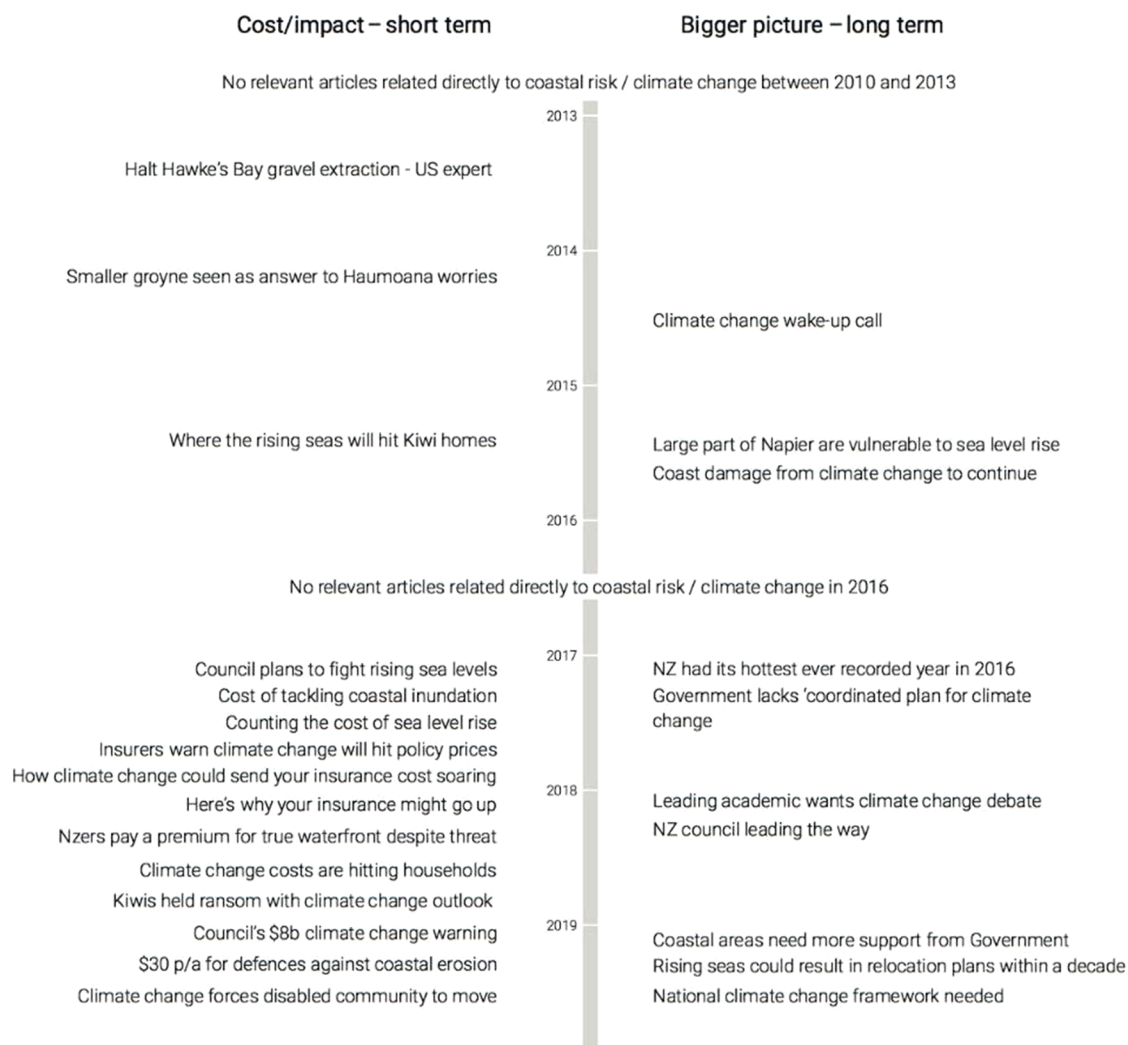 Cost/impact – short term
Bigger picture – long term
No relevant articles related directly to coastal risk / climate change between 2010 and 2013
2013
Halt Hawke's Bay gravel extraction - US expert
2014
Smaller groyne seen as answer to Haumoana worries
Climate change wake-up call
2015
Where the rising seas will hit Kiwi homes
Large part of Napier are vulnerable to sea level rise
Coast damage from climate change to continue
2016
No relevant articles related directly to coastal risk / climate change in 2016
2017
Council plans to fight rising sea levels
NZ had its hottest ever recorded year in 2016
Cost of tackling coastal inundation
Government lacks 'coordinated plan for climate
change
Counting the cost of sea level rise
Insurers warn climate change will hit policy prices
How climate change could send your insurance cost soaring
2018
Here's why your insurance might go up
Leading academic wants climate change debate
NZ council leading the way
Nzers pay a premium for true waterfront despite threat
Climate change costs are hitting households
Kiwis held ransom with climate change outlook
2019
Council's $8b climate change warning
Coastal areas need more support from Government
$30 p/a for defences against coastal erosion
Rising seas could result in relocation plans within a decade
Climate change forces disabled community to move
National climate change framework needed